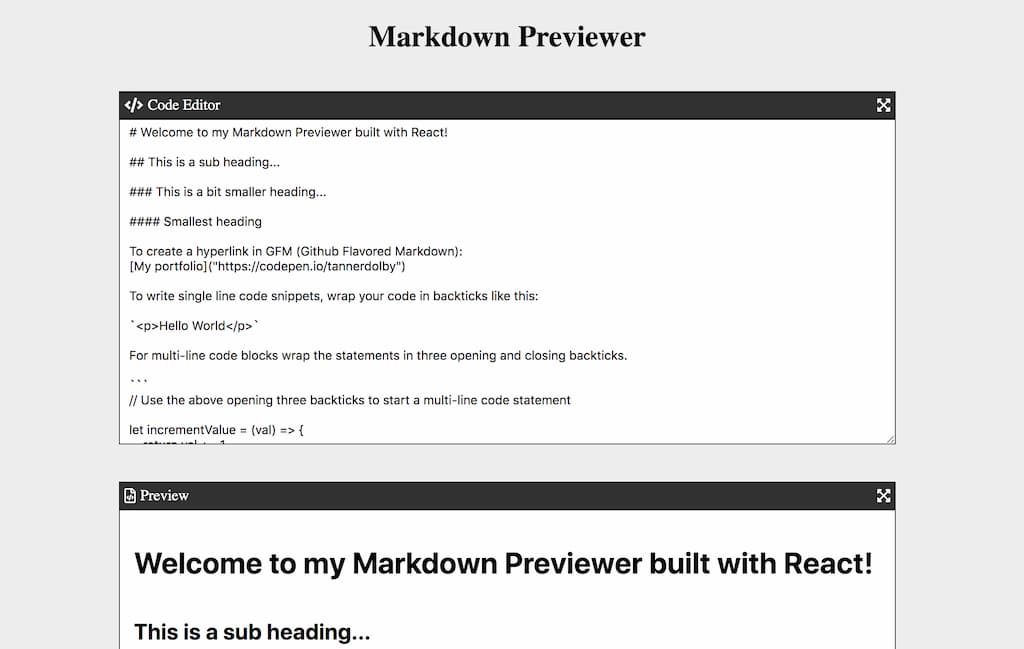 Markdown Previewer
Code Editor
# Welcome to my Markdown Previewer built with React!
## This is a sub heading...
### This is a bit smaller heading...
#### Smallest heading
To create a hyperlink in GFM (Github Flavored Markdown):
[My portfolio]("https://codepen.io/tannerdolby")
To write single line code snippets, wrap your code in backticks like this:
`<p>Hello World</p>`
For multi-line code blocks wrap the statements in three opening and closing backticks.
```
// Use the above opening three backticks to start a multi-line code statement
let incrementValue = (val) => {
Preview
Welcome to my Markdown Previewer built with React!
This is a sub heading...